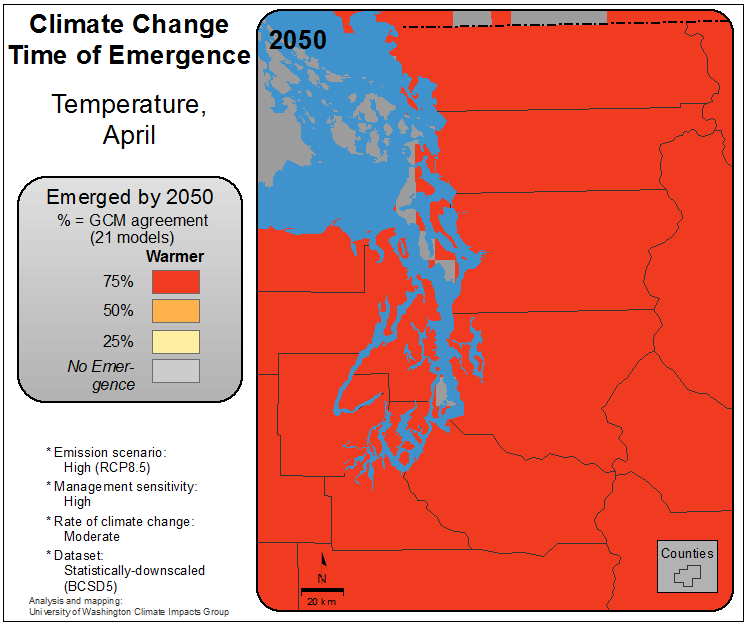 Climate Change
Time of Emergence
Temperature,
April
Emerged by 2050
% = GCM agreement
(21 models)
Warmer
75%
50%
25%
No Emer-
gence
* Emission scenario:
High (RCP8.5)
* Management sensitivity:
High
* Rate of climate change:
Moderate
* Dataset:
Statistically-downscaled
(BCSD5)
Analysis and mapping:
University of Washington Climate Impacts Group
2050
N
20 km
Counties